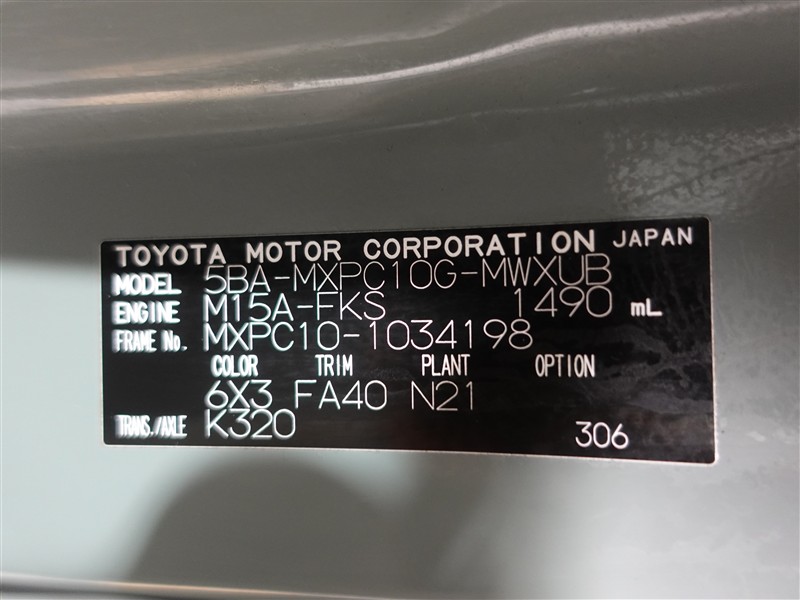 TOYOTA MOTOR CORPORATION JAPAN
MODEL 5BA-MXPC10G-MWXUB
ENGINE M15A-FKS 1490 mL
FRAME No. MXPC10-1034198
COLOR TRIM PLANT OPTION
6X3 FA40 N21
TRANS./AXLE K320 306